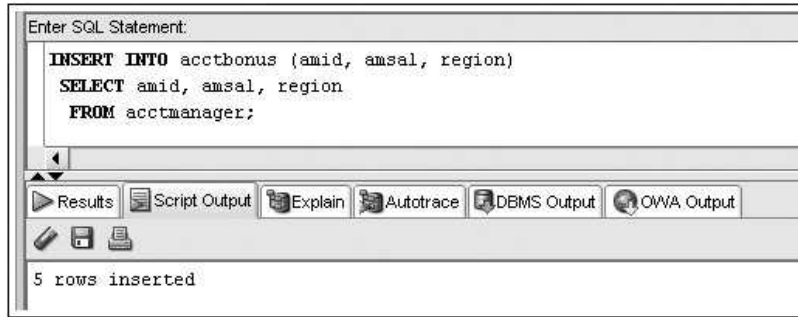 Enter SQL Statement:
INSERT INTO acctbonus (amid, amsal, region)
SELECT amid, amsal, region
FROM acctmanager;
Results Script Output Explain Autotrace DBMS Output OWA Output
5 rows inserted